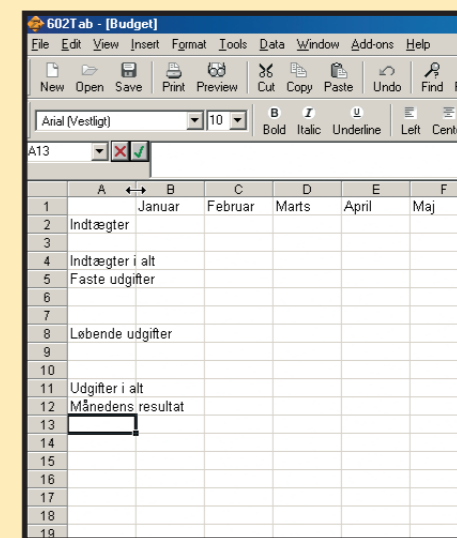 602Tab - [Budget]
File Edit View Insert Format Tools Data Window Add-ons Help
New Open Save Print Preview Cut Copy Paste Undo Find
Arial (Vestligt) 10 Bold Italic Underline Left Cent
A13
A B C D E F
1 Januar Februar Marts April Maj
2 Indtægter
3
4 Indtægter i alt
5 Faste udgifter
6
7
8 Løbende udgifter
9
10
11 Udgifter i alt
12 Månedens resultat
13
14
15
16
17
18
19